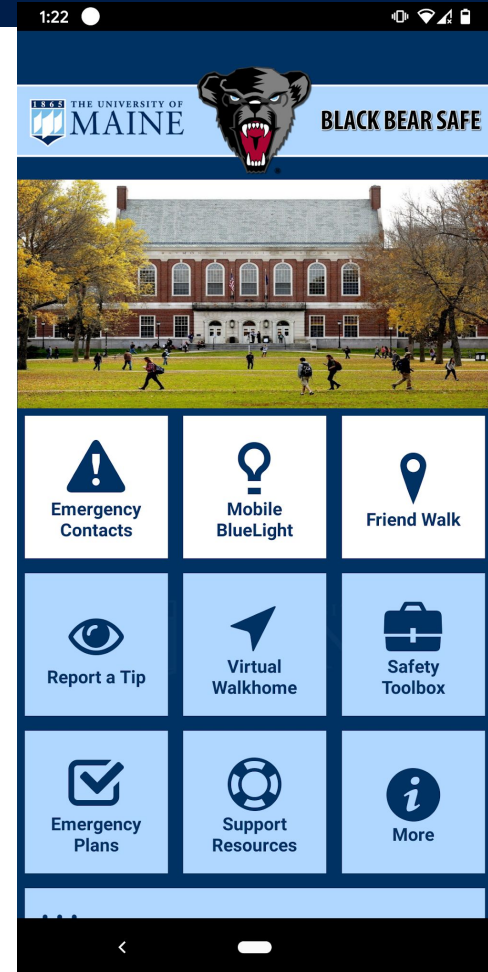 1:22
1865 THE UNIVERSITY OF
MAINE
BLACK BEAR SAFE
Emergency
Contacts
Mobile
BlueLight
Friend Walk
Report a Tip
Virtual
Walkhome
Safety
Toolbox
Emergency
Plans
Support
Resources
More